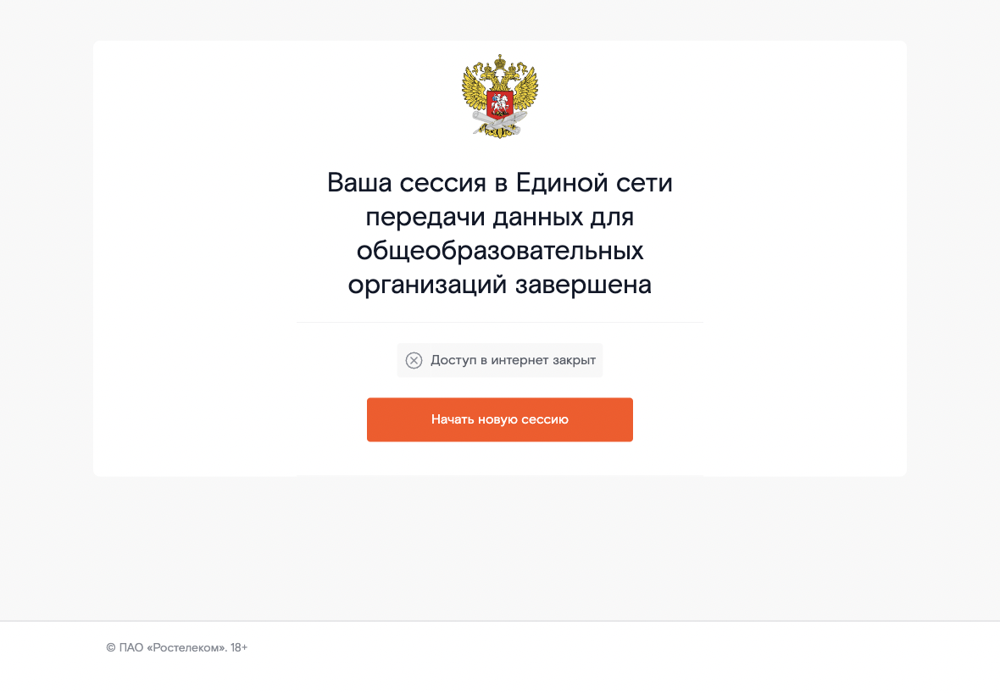 Ваша сессия в Единой сети
передачи данных для
общеобразовательных
организаций завершена
Доступ в интернет закрыт
Начать новую сессию
© ПАО «Ростелеком». 18+